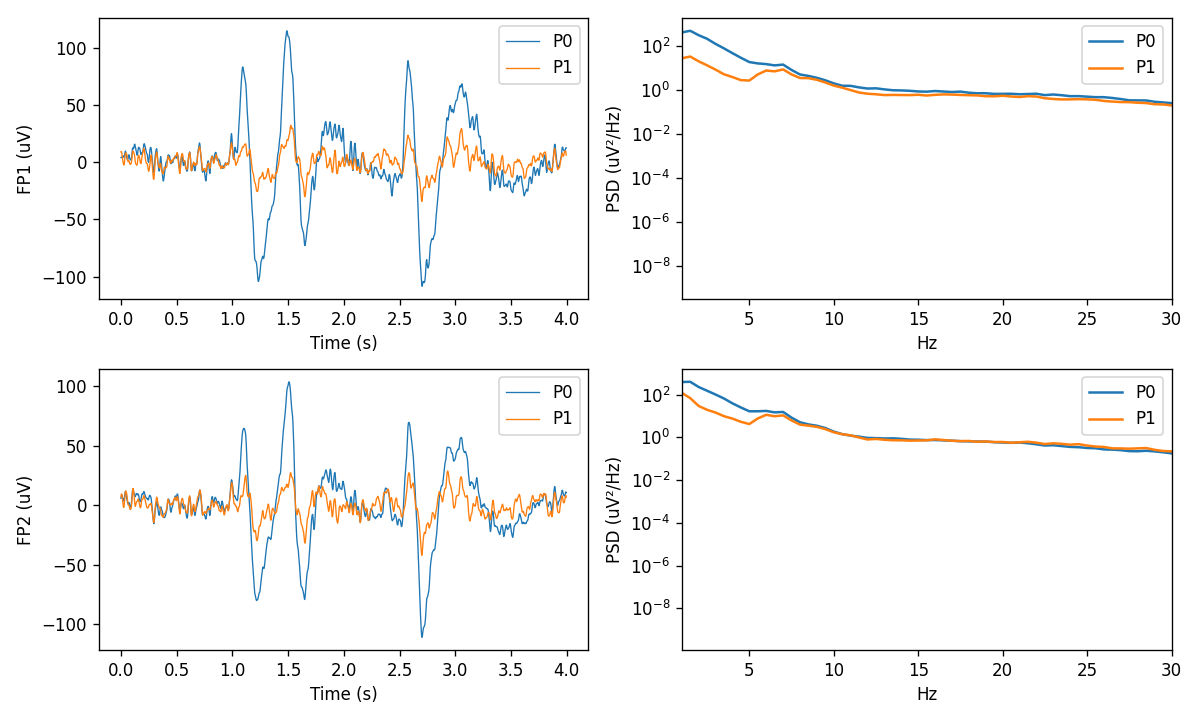 FP1 (uV)
100
50
0
−50
−100
0.0 0.5 1.0 1.5 2.0 2.5 3.0 3.5 4.0
Time (s)
P0
P1
PSD (uV²/Hz)
10²
10⁰
10⁻²
10⁻⁴
10⁻⁶
10⁻⁸
5 10 15 20 25 30
Hz
P0
P1
FP2 (uV)
100
50
0
−50
−100
0.0 0.5 1.0 1.5 2.0 2.5 3.0 3.5 4.0
Time (s)
P0
P1
PSD (uV²/Hz)
10²
10⁰
10⁻²
10⁻⁴
10⁻⁶
10⁻⁸
5 10 15 20 25 30
Hz
P0
P1